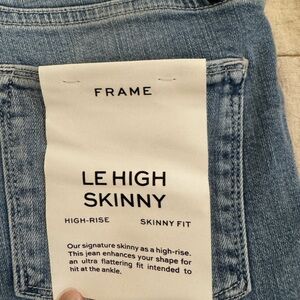 FRAME
LE HIGH
SKINNY
HIGH-RISE SKINNY FIT
Our signature skinny as a high-rise.
This jean enhances your shape for
an ultra flattering fit intended to
hit at the ankle.